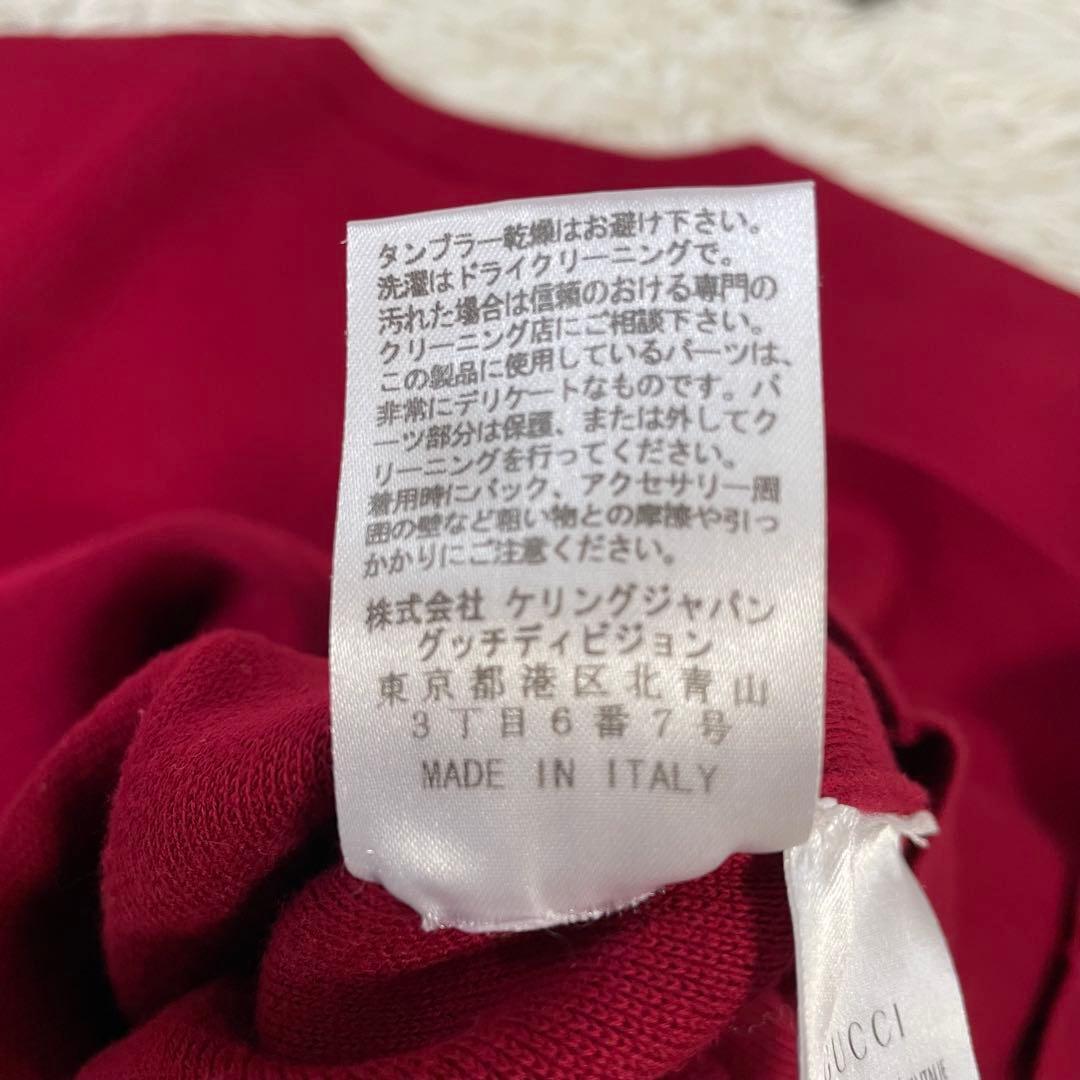 タンブラー乾燥はお避け下さい。
洗濯はドライクリーニングで。
汚れた場合は信頼のおける専門の
クリーニング店にご相談下さい。
この製品に使用しているパーツは、
非常にデリケートなものです。パ
ーツ部分は保護、または外してク
リーニングを行ってください。
着用時にバック、アクセサリー周
囲の壁など粗い物との摩擦や引っ
かかりにご注意ください。
株式会社 ケリングジャパン
グッチディビジョン
東京都港区北青山
3丁目6番7号
MADE IN ITALY
GUCCI